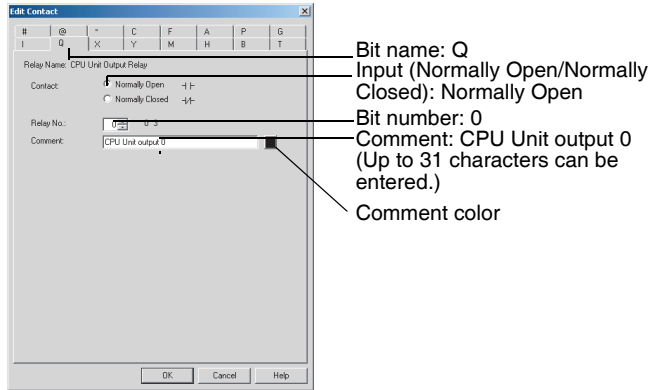 Edit Contact
# @ * C F A P G
I Q X Y M H B T
Relay Name: CPU Unit Output Relay
Contact: Normally Open
Normally Closed
Relay No.: 0 0 3
Comment: CPU Unit output 0
OK Cancel Help
Bit name: Q
Input (Normally Open/Normally
Closed): Normally Open
Bit number: 0
Comment: CPU Unit output 0
(Up to 31 characters can be
entered.)
Comment color